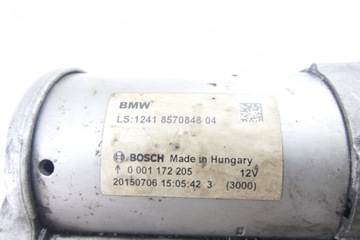 BMW
LS:1241 8570848 04
BOSCH Made in Hungary
↑ 0 001 172 205 12V
20150706 15:05:42 3 (3000)